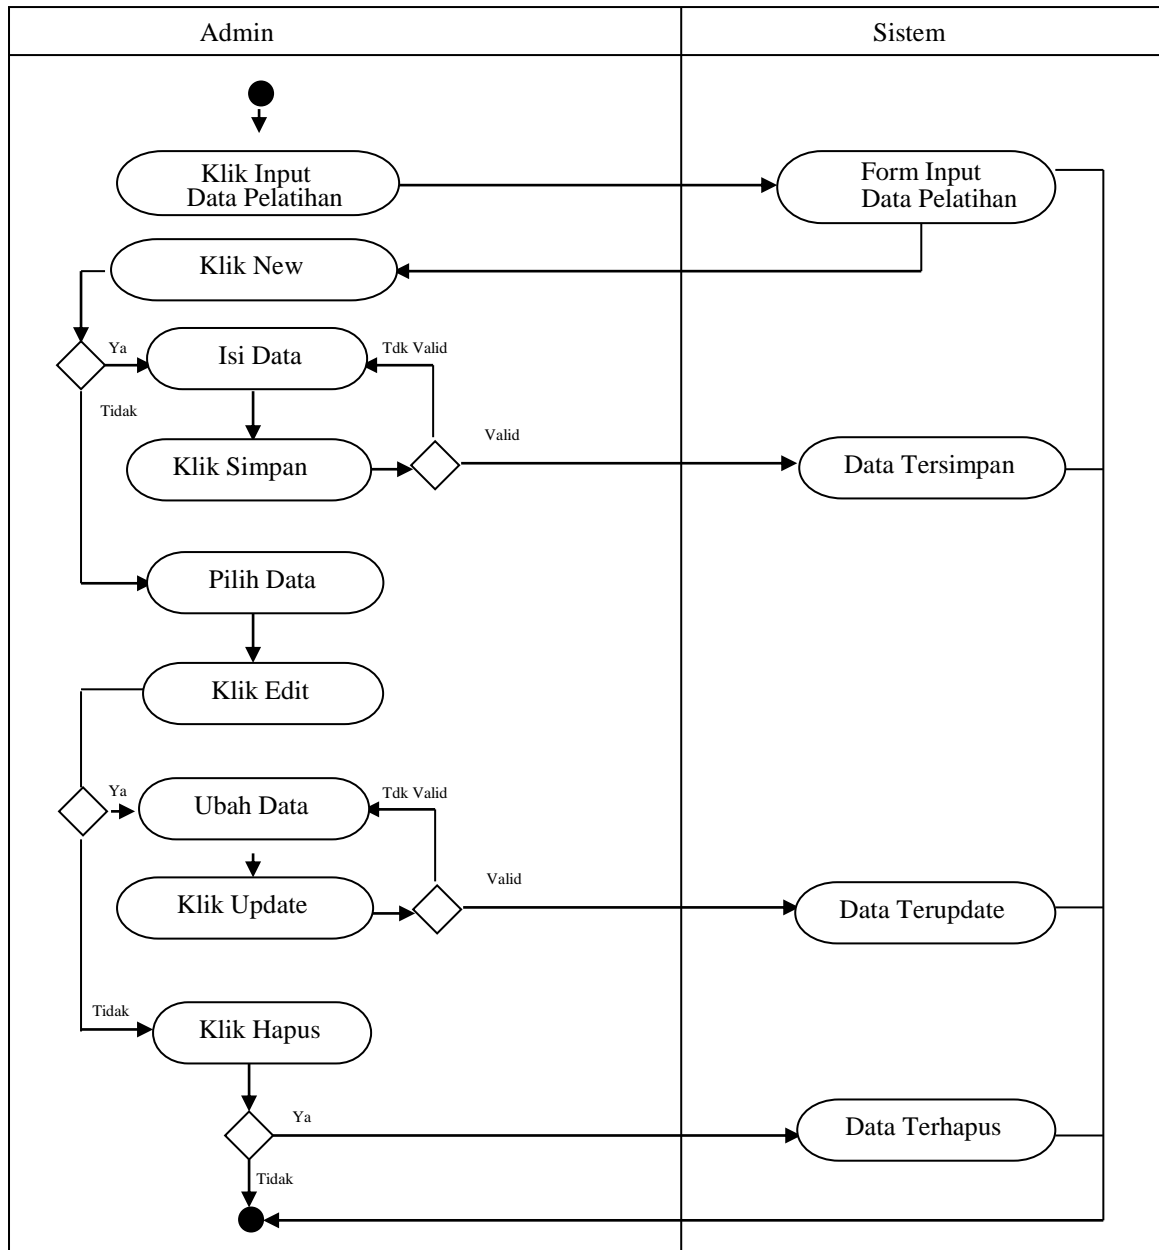 Admin
Sistem
Klik Input
Data Pelatihan
Form Input
Data Pelatihan
Klik New
Ya
Isi Data
Tdk Valid
Tidak
Klik Simpan
Valid
Data Tersimpan
Pilih Data
Klik Edit
Ya
Ubah Data
Tdk Valid
Klik Update
Valid
Data Terupdate
Tidak
Klik Hapus
Ya
Data Terhapus
Tidak